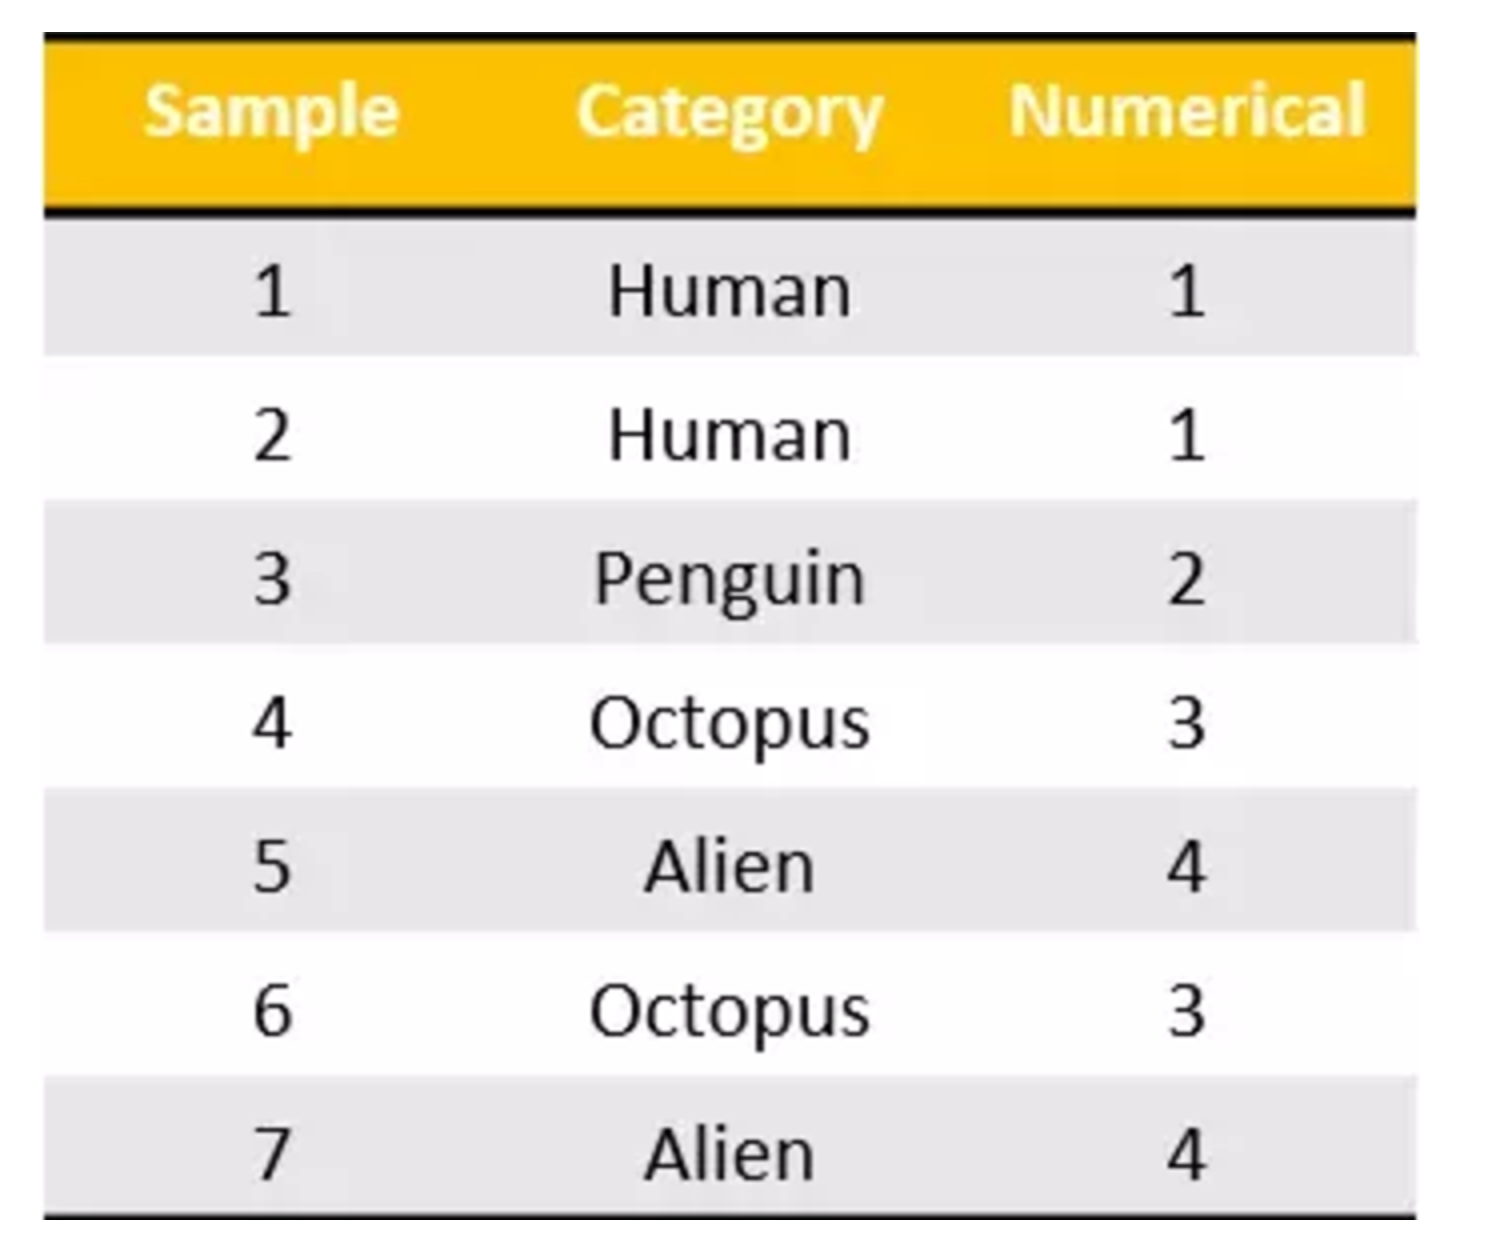 Sample Category Numerical
1 Human 1
2 Human 1
3 Penguin 2
4 Octopus 3
5 Alien 4
6 Octopus 3
7 Alien 4